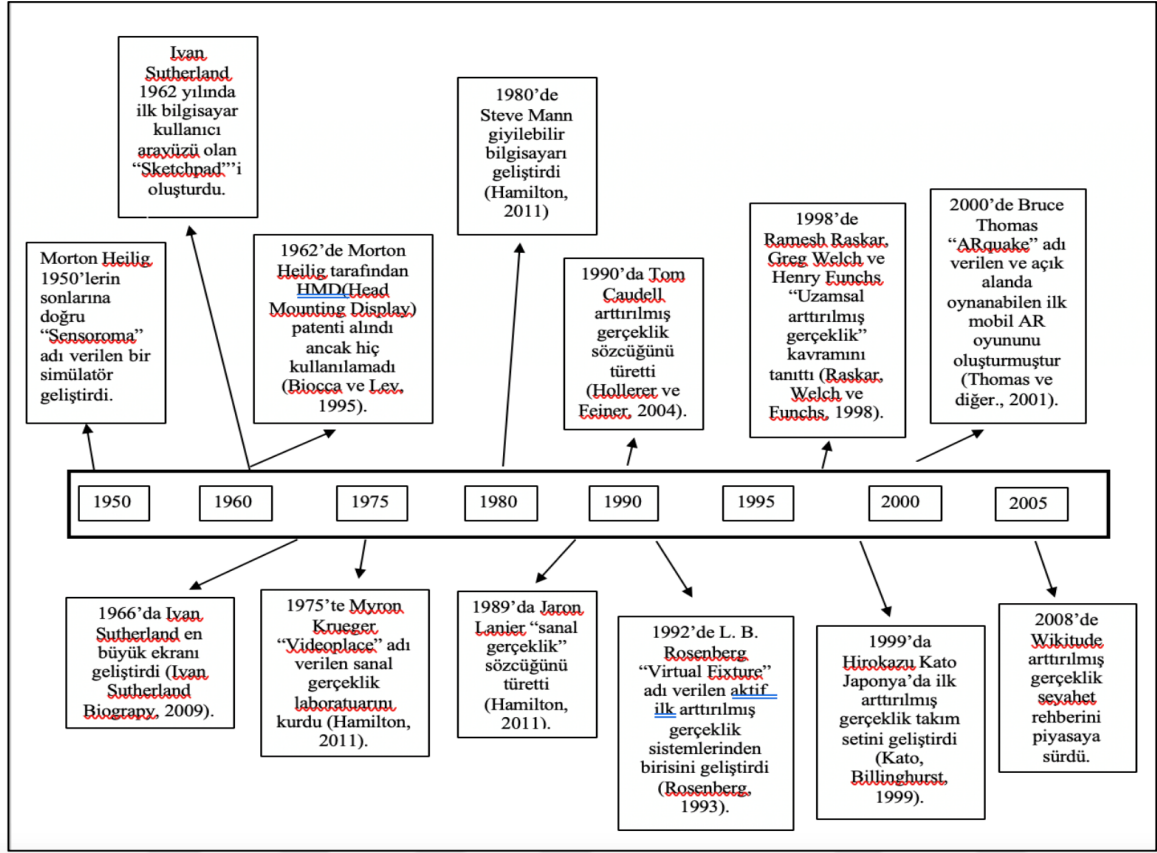 Ivan
Sutherland
1962 yılında
ilk bilgisayar
kullanıcı
arayüzü olan
“Sketchpad”’i
oluşturdu.
1980’de
Steve Mann
giyilebilir
bilgisayarı
geliştirdi
(Hamilton,
2011)
Morton Heilig
1950’lerin
sonlarına
doğru
“Sensoroma”
adı verilen bir
simülatör
geliştirdi.
1962’de Morton
Heilig tarafından
HMD(Head
Mounting Display)
patenti alındı
ancak hiç
kullanılamadı
(Biocca ve Lev,
1995).
1990’da Tom
Caudell
arttırılmış
gerçeklik
sözcüğünü
türetti
(Hollerer ve
Feiner, 2004).
1998’de
Ramesh Raskar,
Greg Welch ve
Henry Funchs
“Uzamsal
arttırılmış
gerçeklik”
kavramını
tanıttı (Raskar,
Welch ve
Funchs, 1998).
2000’de Bruce
Thomas
“ARquake” adı
verilen ve açık
alanda
oynanabilen ilk
mobil AR
oyununu
oluşturmuştur
(Thomas ve
diğer., 2001).
1950
1960
1975
1980
1990
1995
2000
2005
1966’da Ivan
Sutherland en
büyük ekranı
geliştirdi (Ivan
Sutherland
Biograpy, 2009).
1975’te Myron
Krueger
“Videoplace” adı
verilen sanal
gerçeklik
laboratuarını
kurdu (Hamilton,
2011).
1989’da Jaron
Lanier “sanal
gerçeklik”
sözcüğünü
türetti
(Hamilton,
2011).
1992’de L. B.
Rosenberg
“Virtual Fixture”
adı verilen aktif
ilk arttırılmış
gerçeklik
sistemlerinden
birisini geliştirdi
(Rosenberg,
1993).
1999’da
Hirokazu Kato
Japonya’da ilk
arttırılmış
gerçeklik takım
setini geliştirdi
(Kato,
Billinghurst,
1999).
2008’de
Wikitude
arttırılmış
gerçeklik
seyahet
rehberini
piyasaya
sürdü.